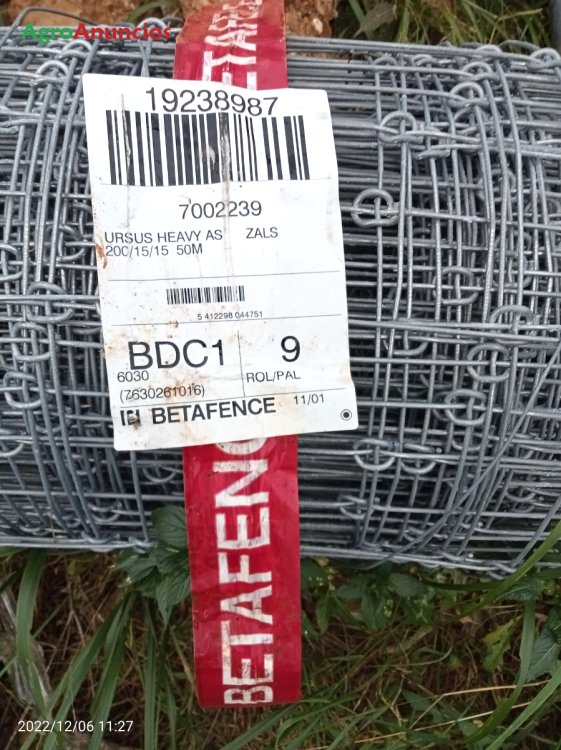 AgroAnuncios
19238987
7002239
URSUS HEAVY AS ZALS
200/15/15 50M
5 412298 044751
BDC1 9
6030 ROL/PAL
(7630261016)
BETAFENCE 11/01
BETAFENC
2022/12/06 11:27